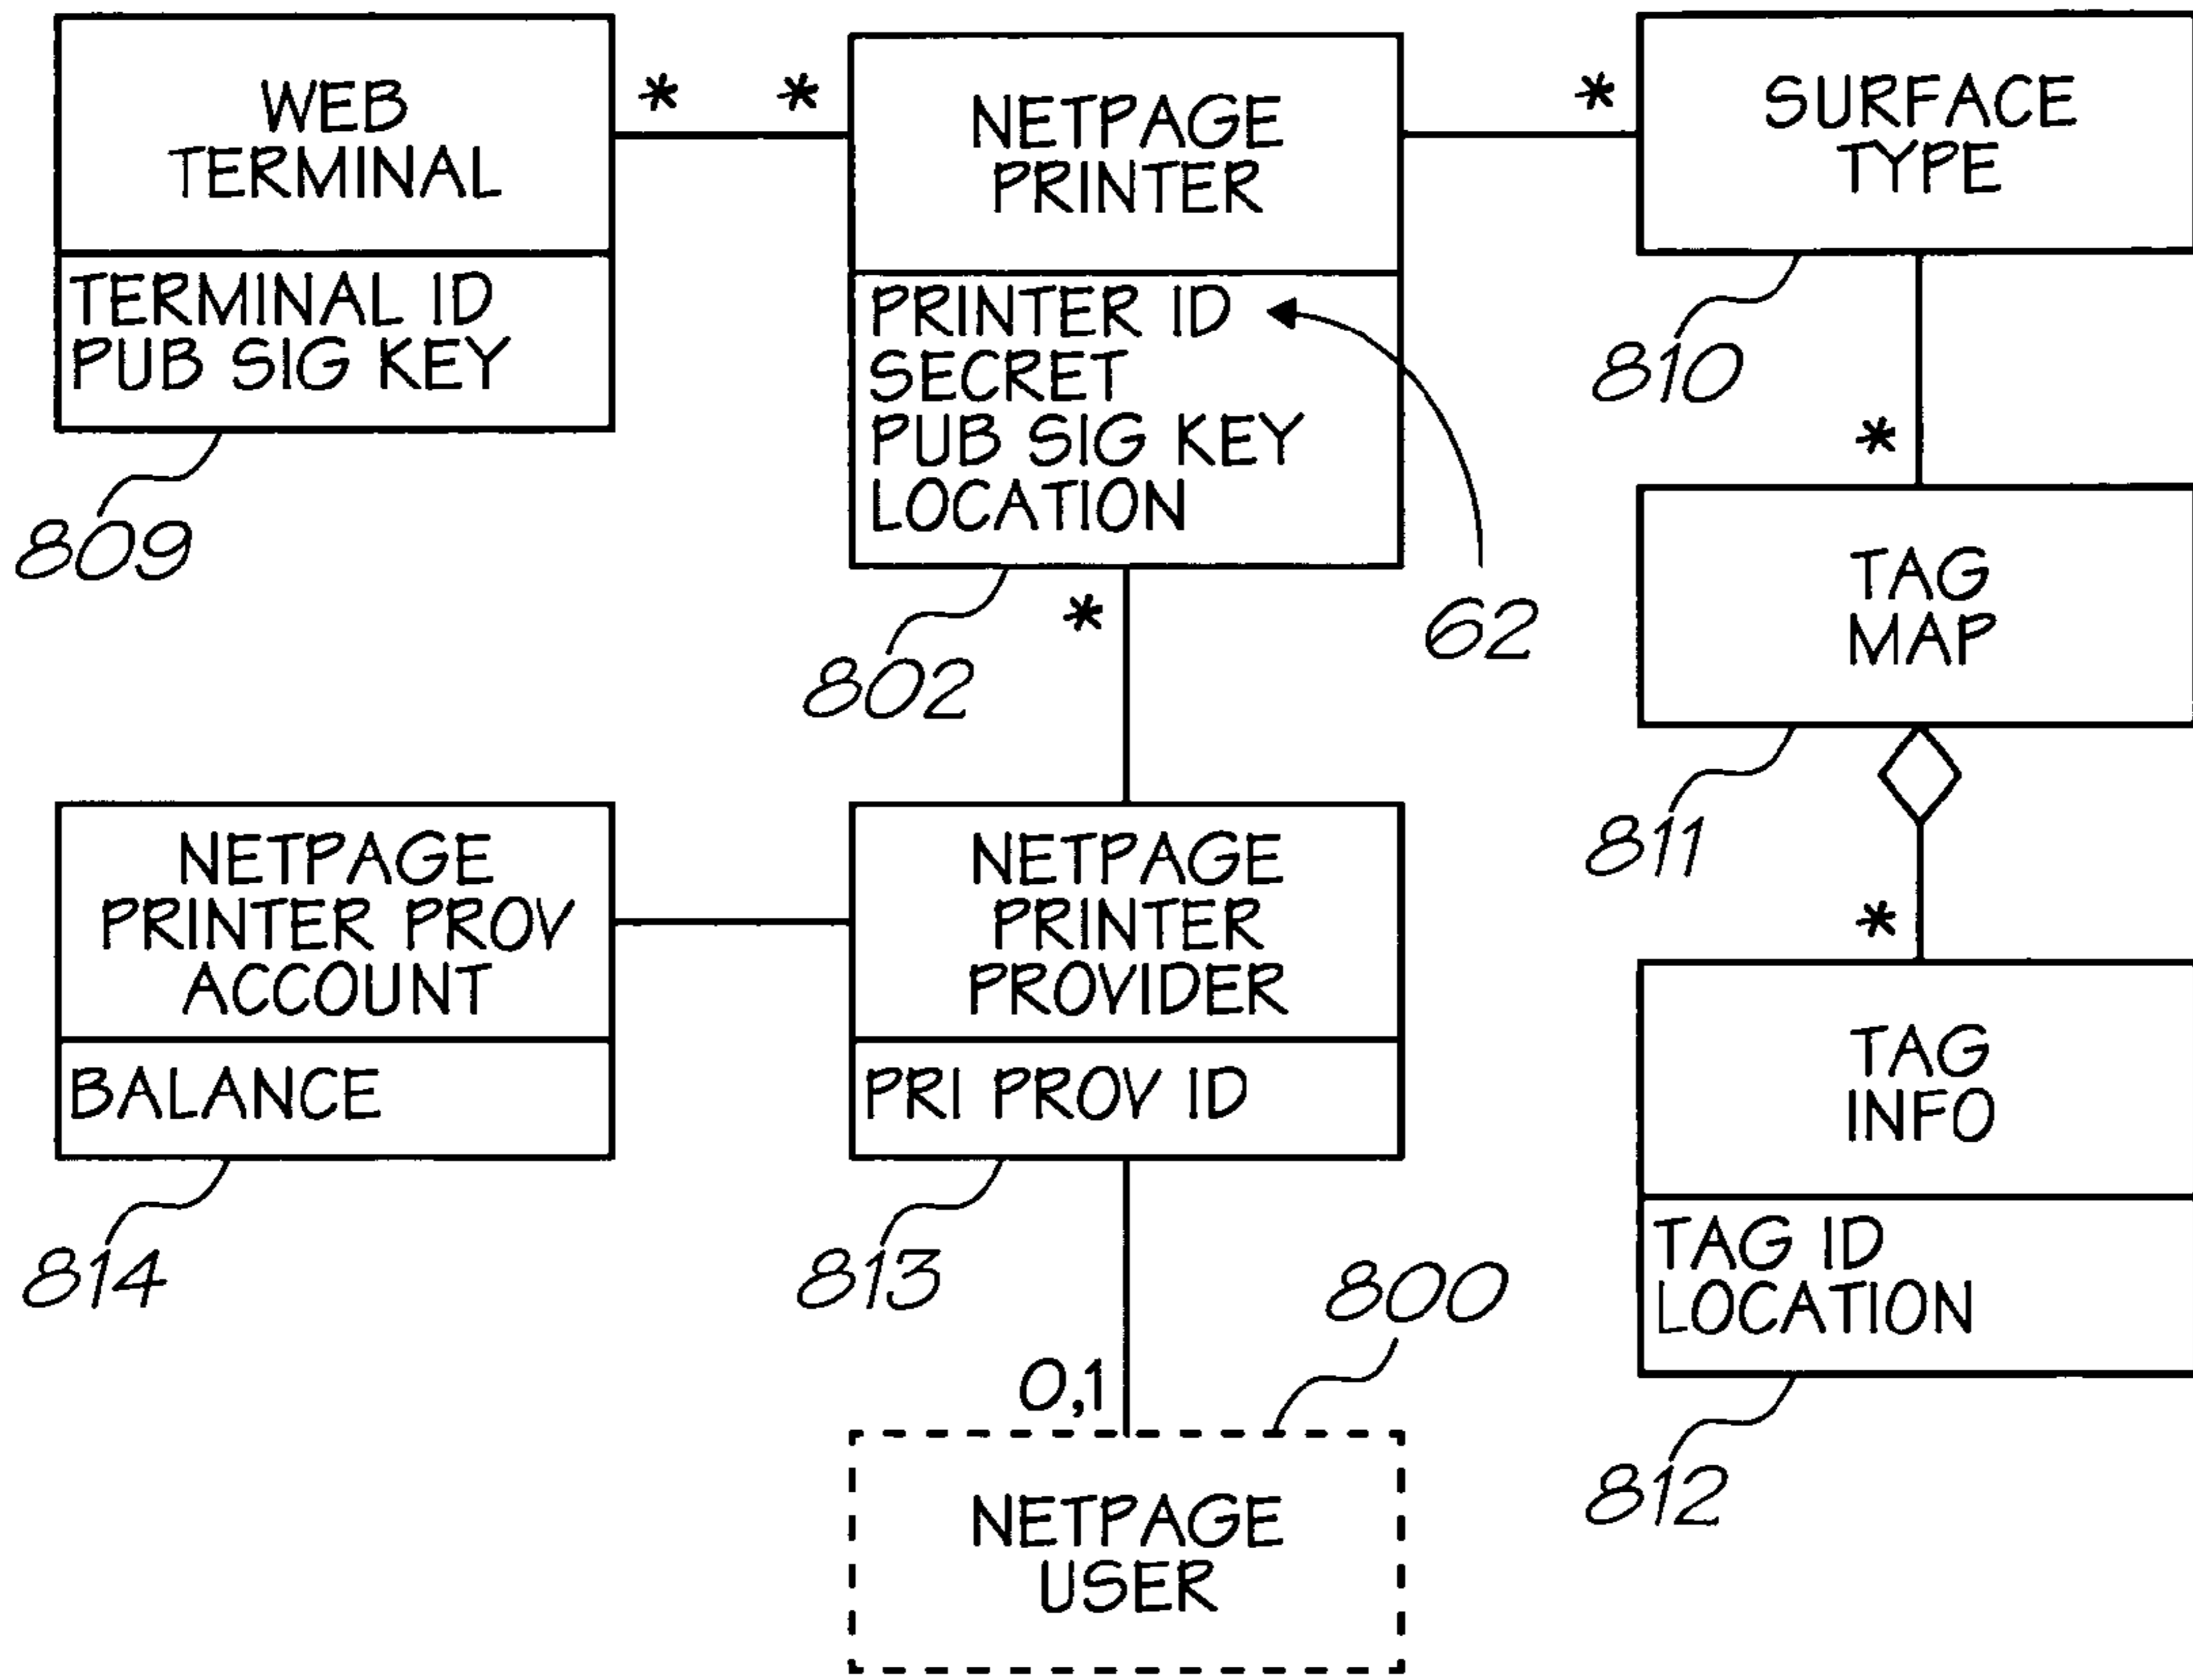 WEB
TERMINAL
TERMINAL ID
PUB SIG KEY
809
*
*
NETPAGE
PRINTER
PRINTER ID
SECRET
PUB SIG KEY
LOCATION
802
62
*
*
SURFACE
TYPE
810
*
TAG
MAP
811
*
TAG
INFO
TAG ID
LOCATION
812
NETPAGE
PRINTER PROV
ACCOUNT
BALANCE
814
NETPAGE
PRINTER
PROVIDER
PRI PROV ID
813
0,1
800
NETPAGE
USER